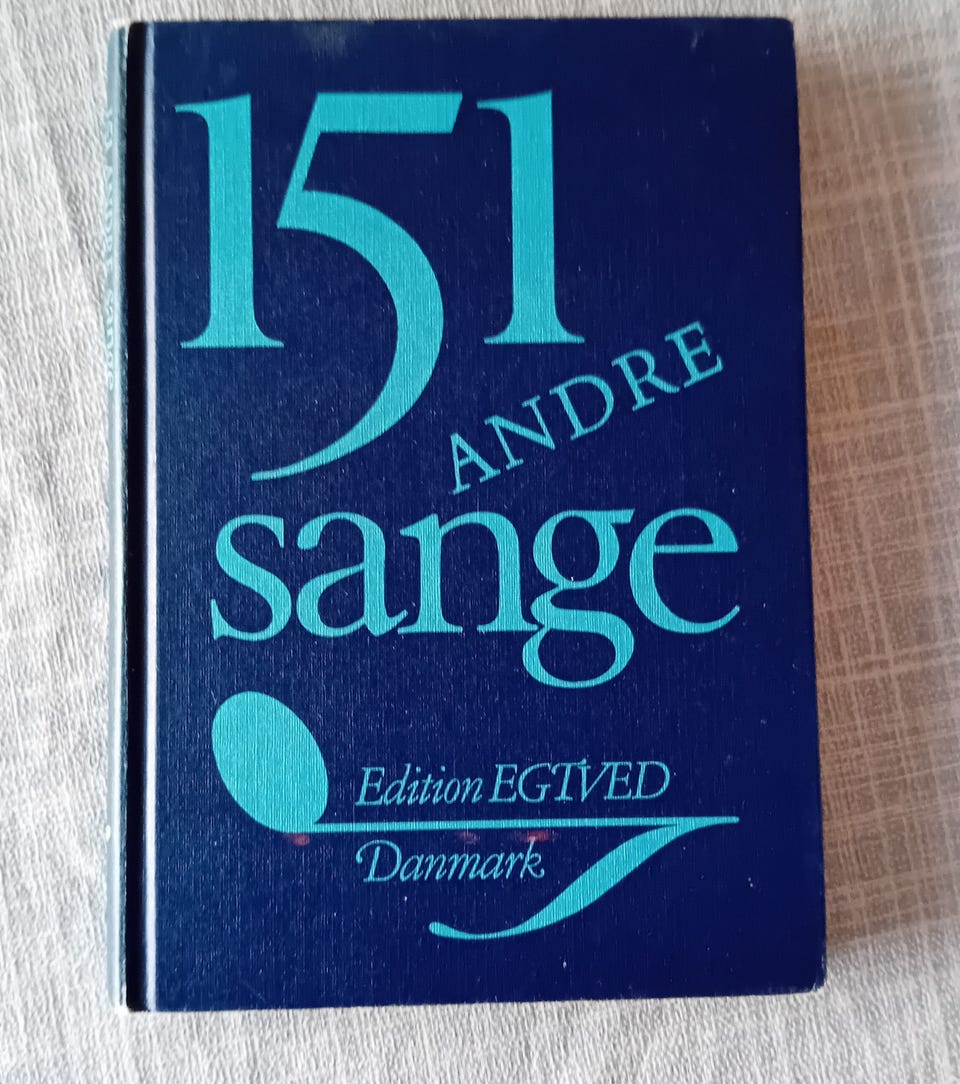 151
ANDRE
sange
Edition EGTVED
Danmark